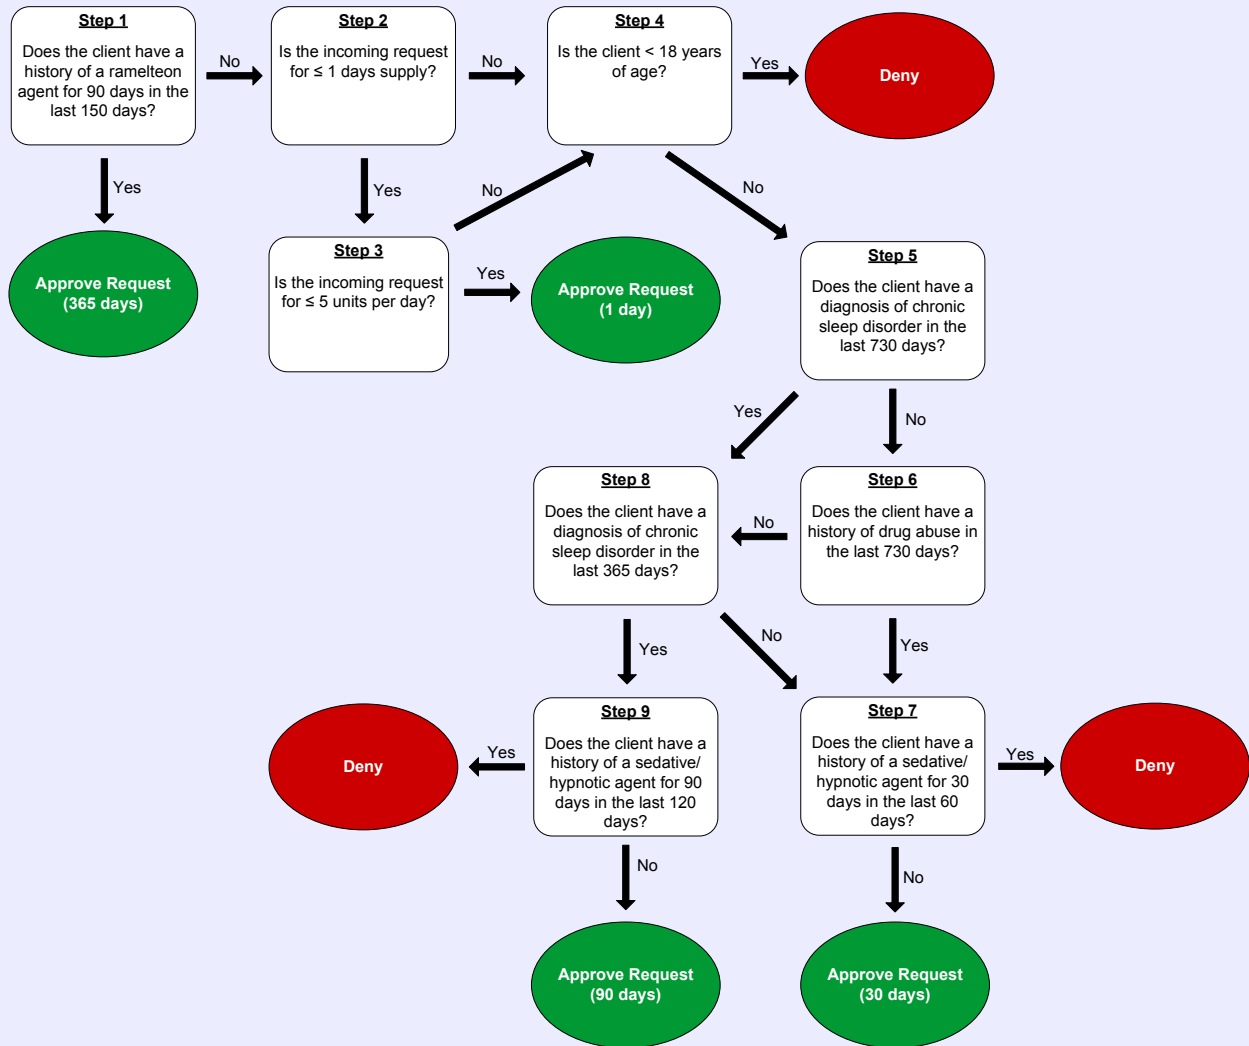 Step 1
Does the client have a
history of a ramelteon
agent for 90 days in the
last 150 days?
No
Yes
Approve Request
(365 days)
Step 2
Is the incoming request
for ≤ 1 days supply?
No
Yes
Step 3
Is the incoming request
for ≤ 5 units per day?
No
Yes
Approve Request
(1 day)
Step 4
Is the client < 18 years
of age?
Yes
Deny
No
Step 5
Does the client have a
diagnosis of chronic
sleep disorder in the
last 730 days?
Yes
No
Step 6
Does the client have a
history of drug abuse in
the last 730 days?
No
Yes
Step 8
Does the client have a
diagnosis of chronic
sleep disorder in the
last 365 days?
Yes
No
Step 9
Does the client have a
history of a sedative/
hypnotic agent for 90
days in the last 120
days?
Yes
Deny
No
Approve Request
(90 days)
Step 7
Does the client have a
history of a sedative/
hypnotic agent for 30
days in the last 60
days?
Yes
Deny
No
Approve Request
(30 days)